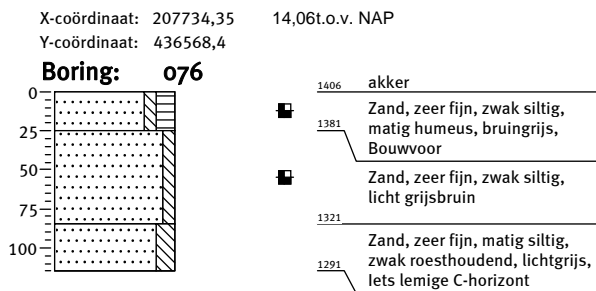 X-coördinaat: 207734,35 14,06t.o.v. NAP
Y-coördinaat: 436568,4
Boring: 076
0
25
50
75
100
1406 akker
Zand, zeer fijn, zwak siltig,
1381 matig humeus, bruingrijs,
Bouwvoor
Zand, zeer fijn, zwak siltig,
licht grijsbruin
1321
Zand, zeer fijn, matig siltig,
zwak roesthoudend, lichtgrijs,
1291 Iets lemige C-horizont